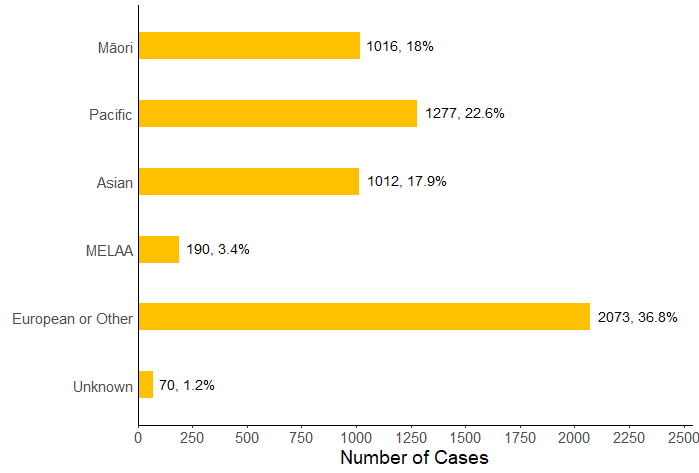 Māori 1016, 18%
Pacific 1277, 22.6%
Asian 1012, 17.9%
MELAA 190, 3.4%
European or Other 2073, 36.8%
Unknown 70, 1.2%
0 250 500 750 1000 1250 1500 1750 2000 2250 2500
Number of Cases